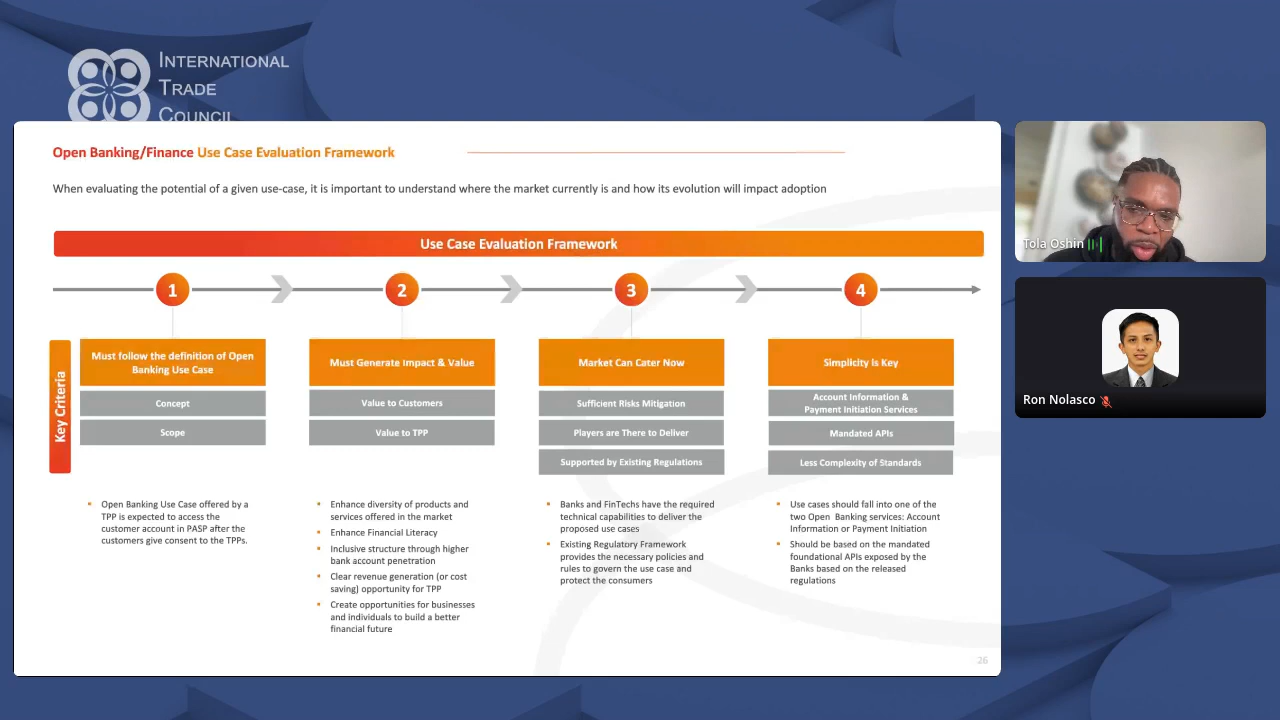 INTERNATIONAL
TRADE
COUNCIL
Open Banking/Finance Use Case Evaluation Framework
When evaluating the potential of a given use-case, it is important to understand where the market currently is and how its evolution will impact adoption
Use Case Evaluation Framework
1
2
3
4
Key Criteria
Must follow the definition of Open
Banking Use Case
Concept
Scope
Open Banking Use Case offered by a
TPP is expected to access the
customer account in PASP after the
customers give consent to the TPPs.
Must Generate Impact & Value
Value to Customers
Value to TPP
Enhance diversity of products and
services offered in the market
Enhance Financial Literacy
Inclusive structure through higher
bank account penetration
Clear revenue generation (or cost
saving) opportunity for TPP
Create opportunities for businesses
and individuals to build a better
financial future
Market Can Cater Now
Sufficient Risks Mitigation
Players are There to Deliver
Supported by Existing Regulations
Banks and FinTechs have the required
technical capabilities to deliver the
proposed use cases
Existing Regulatory Framework
provides the necessary policies and
rules to govern the use case and
protect the consumers
Simplicity is Key
Account Information &
Payment Initiation Services
Mandated APIs
Less Complexity of Standards
Use cases should fall into one of the
two Open Banking services: Account
Information or Payment Initiation
Should be based on the mandated
foundational APIs exposed by the
Banks based on the released
regulations
26
Tola Oshin
Ron Nolasco